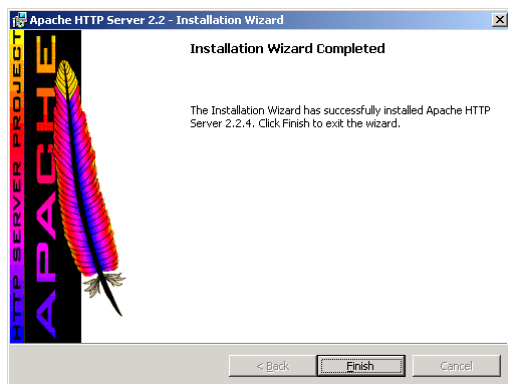 Apache HTTP Server 2.2 - Installation Wizard
HTTP SERVER PROJECT
APACHE
Installation Wizard Completed
The Installation Wizard has successfully installed Apache HTTP
Server 2.2.4. Click Finish to exit the wizard.
< Back
Finish
Cancel